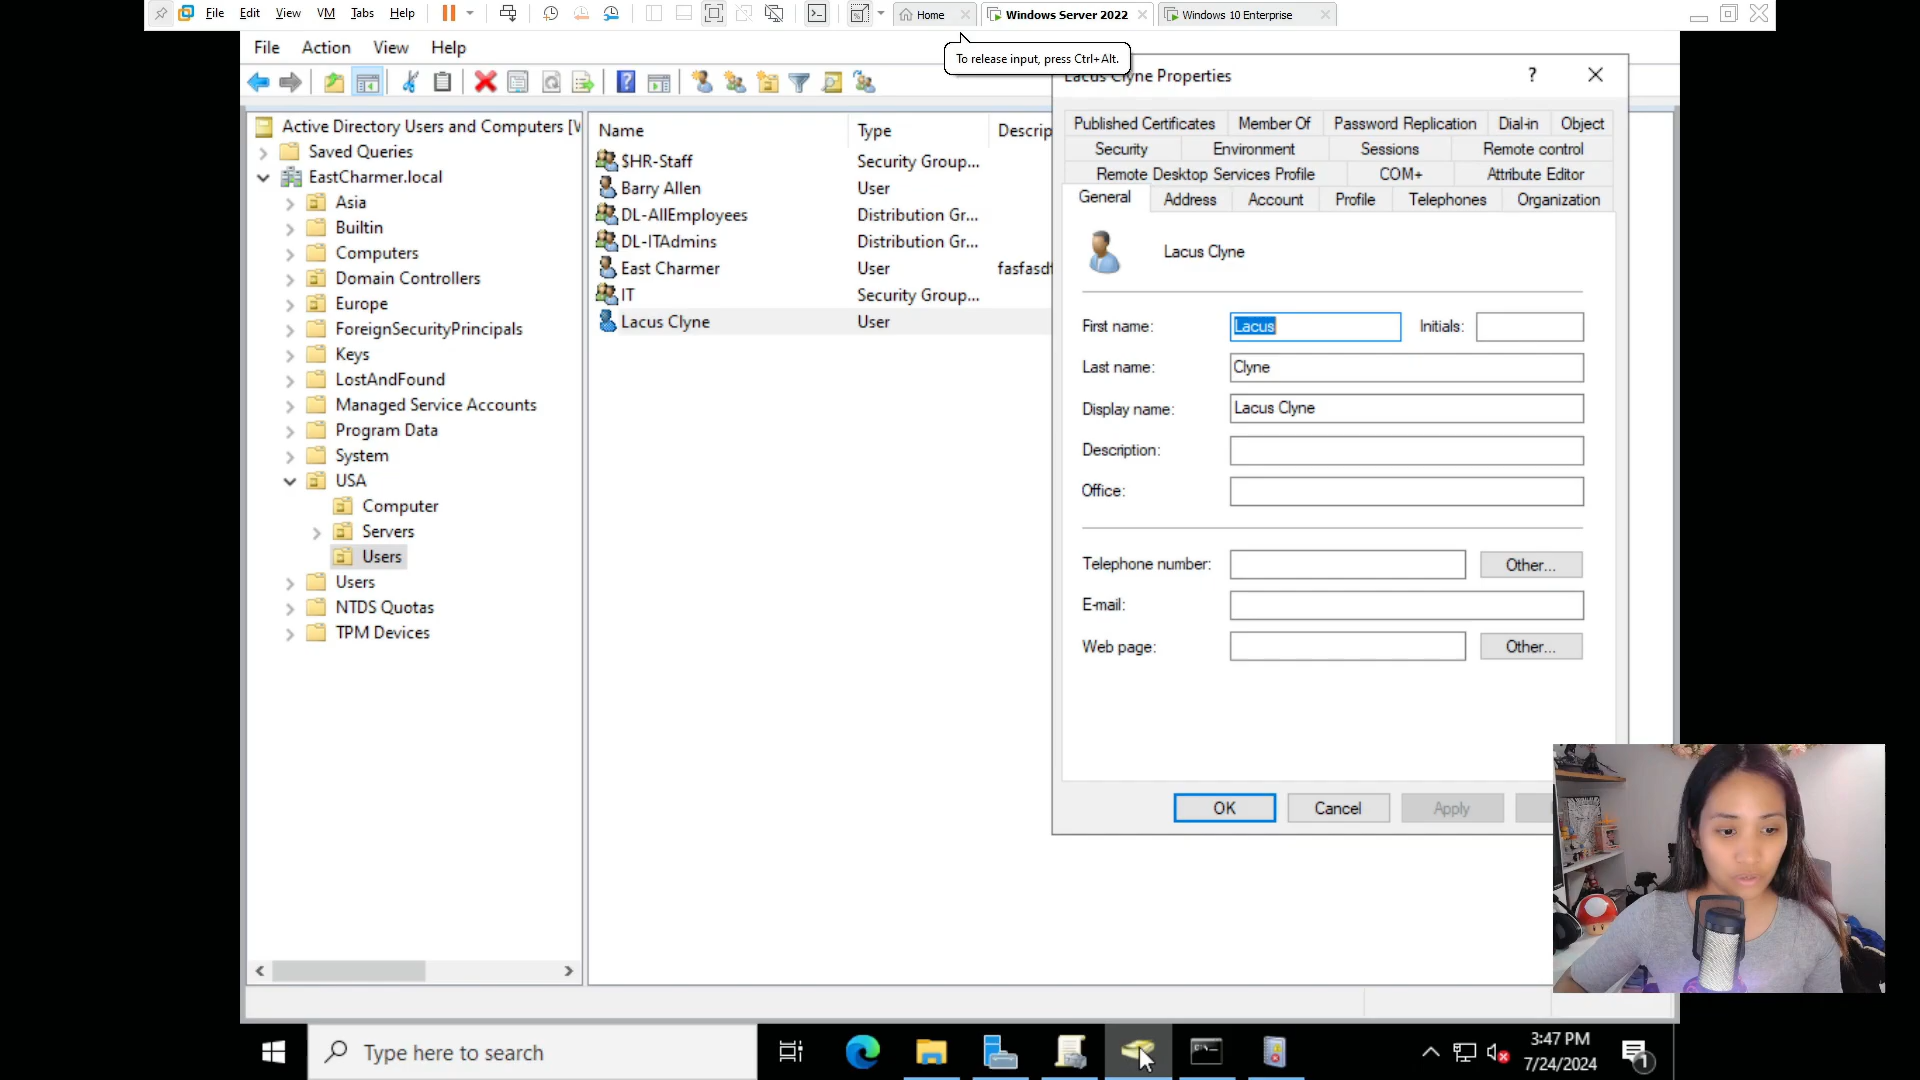 File Edit View VM Tabs Help Home Windows Server 2022 Windows 10 Enterprise
To release input, press Ctrl+Alt.
File Action View Help
Active Directory Users and Computers [
Saved Queries
EastCharmer.local
Asia
Builtin
Computers
Domain Controllers
Europe
ForeignSecurityPrincipals
Keys
LostAndFound
Managed Service Accounts
Program Data
System
USA
Computer
Servers
Users
Users
NTDS Quotas
TPM Devices
Name Type Descrip
$HR-Staff Security Group...
Barry Allen User
DL-AllEmployees Distribution Gr...
DL-ITAdmins Distribution Gr...
East Charmer User fasfasdf
IT Security Group...
Lacus Clyne User
Lacus Clyne Properties ?
Published Certificates Member Of Password Replication Dial-in Object
Security Environment Sessions Remote control
Remote Desktop Services Profile COM+ Attribute Editor
General Address Account Profile Telephones Organization
Lacus Clyne
First name: Lacus Initials:
Last name: Clyne
Display name: Lacus Clyne
Description:
Office:
Telephone number: Other...
E-mail:
Web page: Other...
OK Cancel Apply
Type here to search
3:47 PM
7/24/2024
1